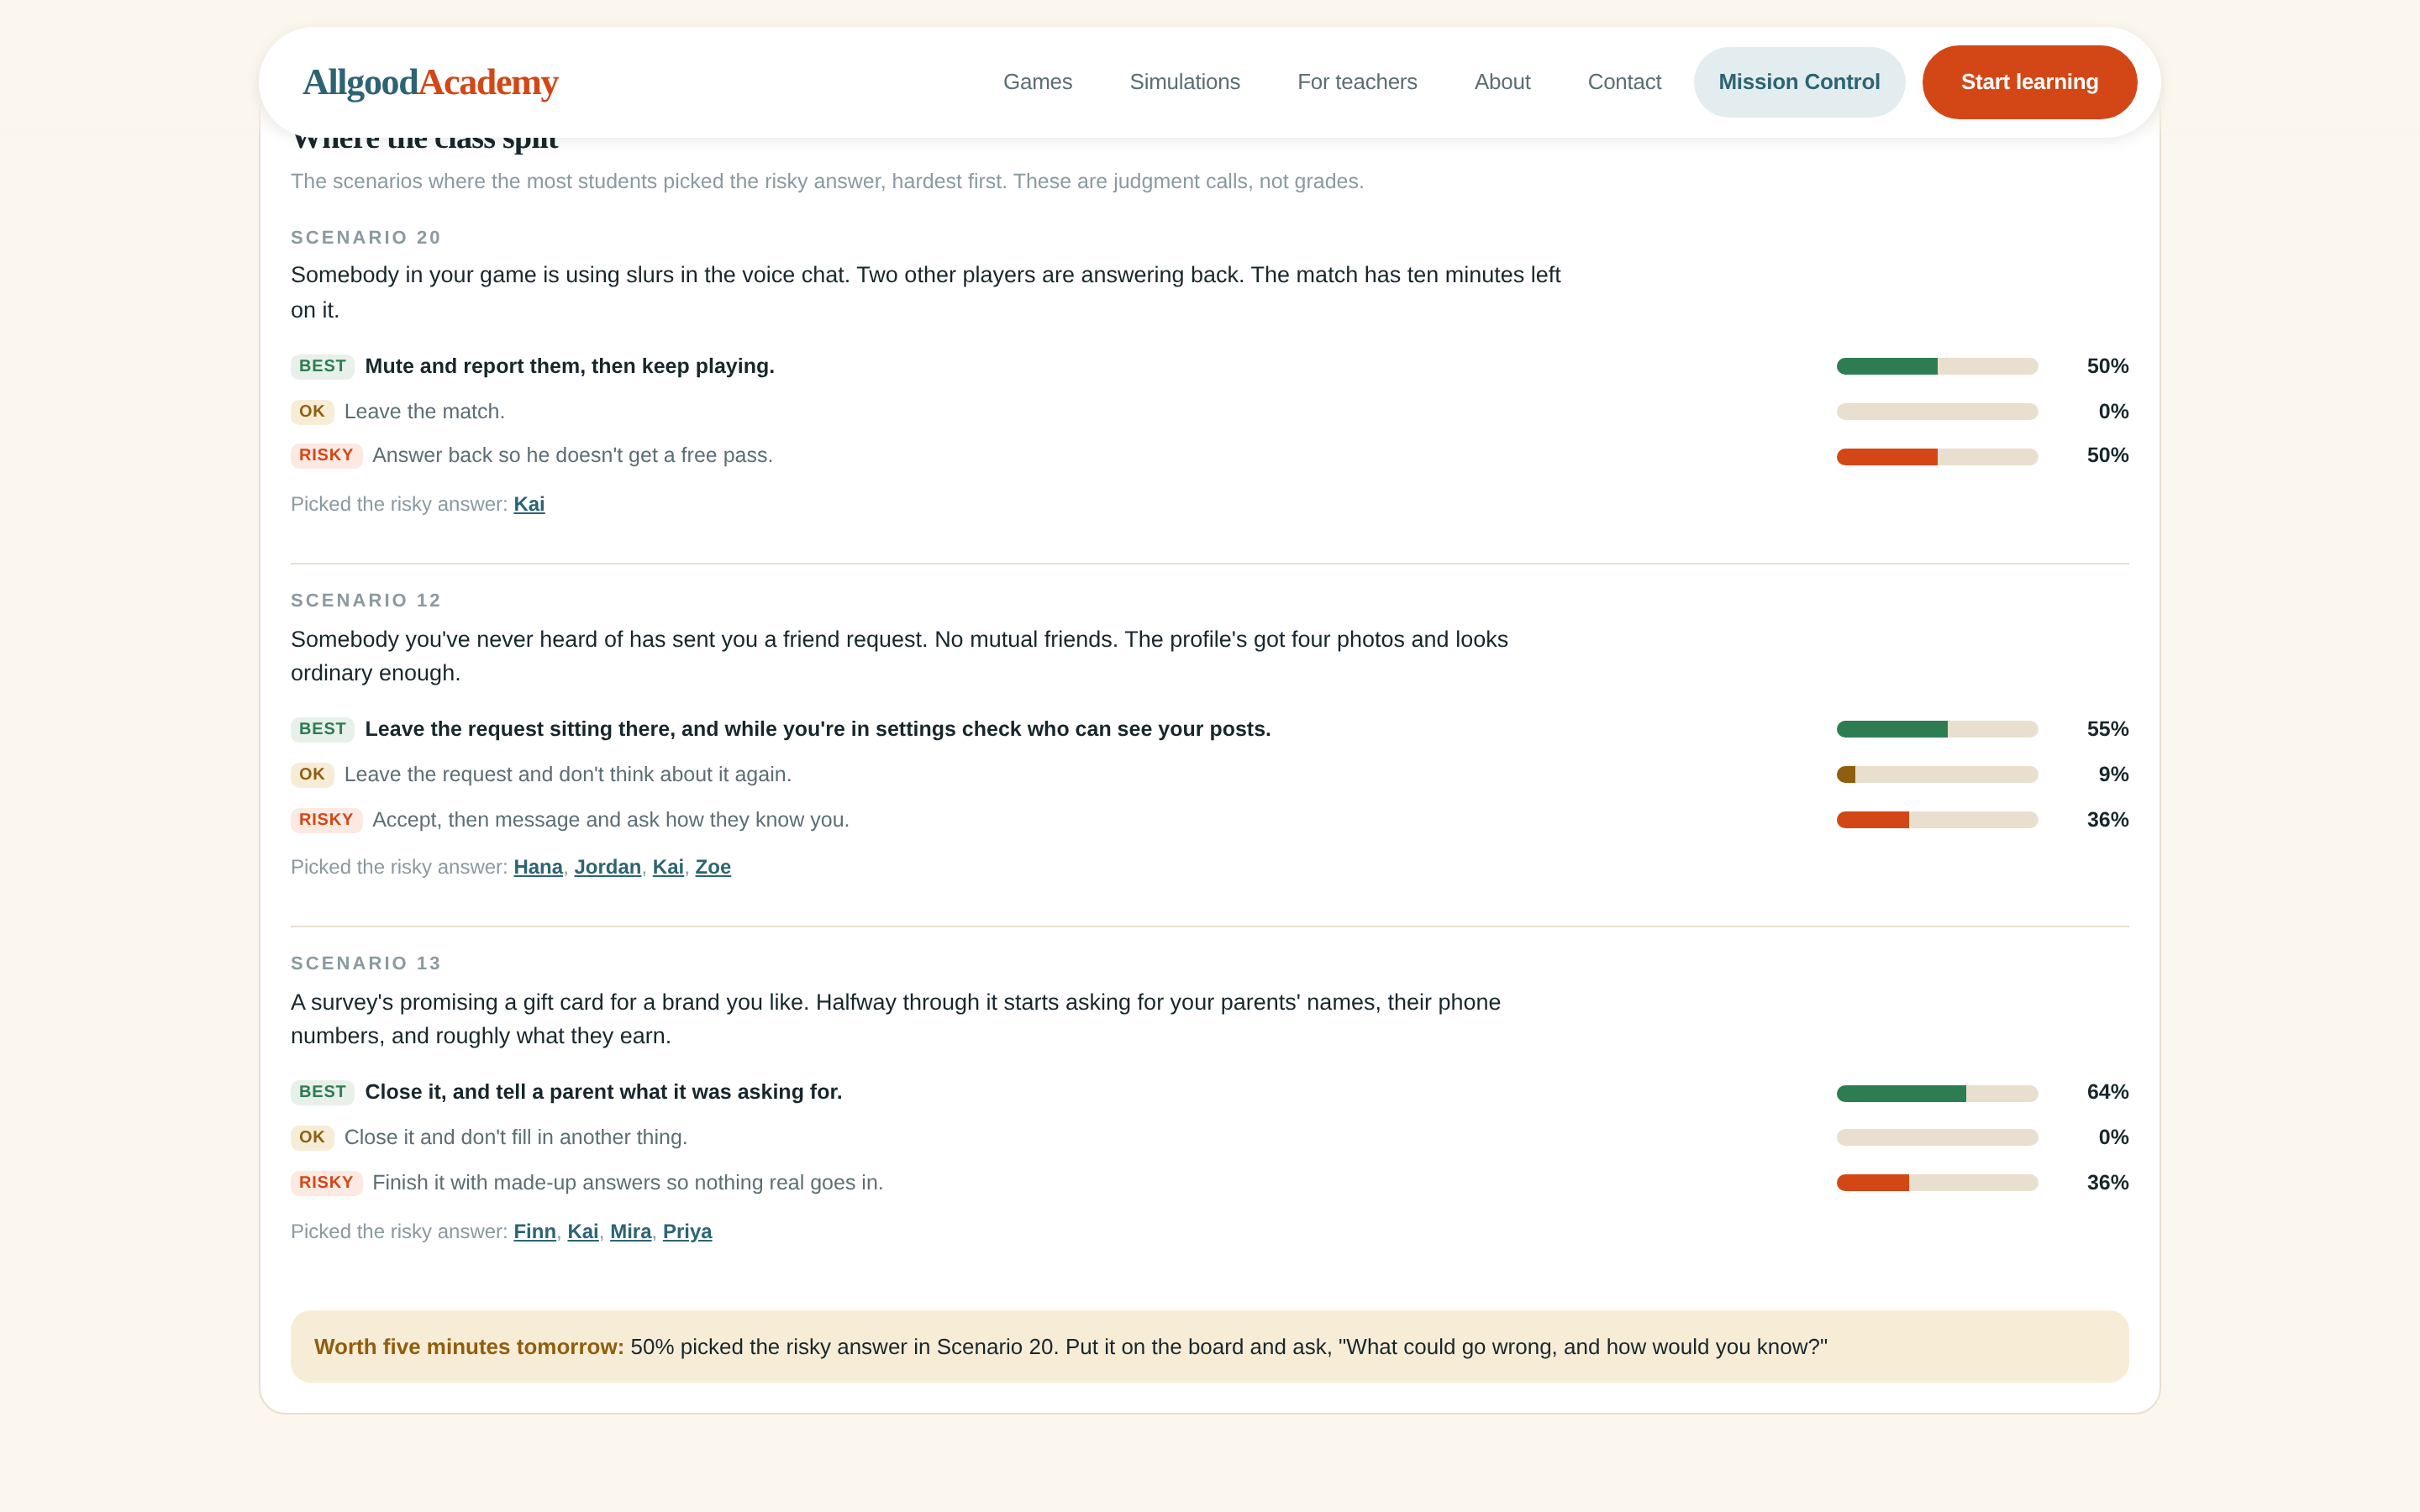 AllgoodAcademy
Games
Simulations
For teachers
About
Contact
Mission Control
Start learning
Where the class split
The scenarios where the most students picked the risky answer, hardest first. These are judgment calls, not grades.
SCENARIO 20
Somebody in your game is using slurs in the voice chat. Two other players are answering back. The match has ten minutes left
on it.
BEST Mute and report them, then keep playing. 50%
OK Leave the match. 0%
RISKY Answer back so he doesn't get a free pass. 50%
Picked the risky answer: Kai
SCENARIO 12
Somebody you've never heard of has sent you a friend request. No mutual friends. The profile's got four photos and looks
ordinary enough.
BEST Leave the request sitting there, and while you're in settings check who can see your posts. 55%
OK Leave the request and don't think about it again. 9%
RISKY Accept, then message and ask how they know you. 36%
Picked the risky answer: Hana, Jordan, Kai, Zoe
SCENARIO 13
A survey's promising a gift card for a brand you like. Halfway through it starts asking for your parents' names, their phone
numbers, and roughly what they earn.
BEST Close it, and tell a parent what it was asking for. 64%
OK Close it and don't fill in another thing. 0%
RISKY Finish it with made-up answers so nothing real goes in. 36%
Picked the risky answer: Finn, Kai, Mira, Priya
Worth five minutes tomorrow: 50% picked the risky answer in Scenario 20. Put it on the board and ask, "What could go wrong, and how would you know?"